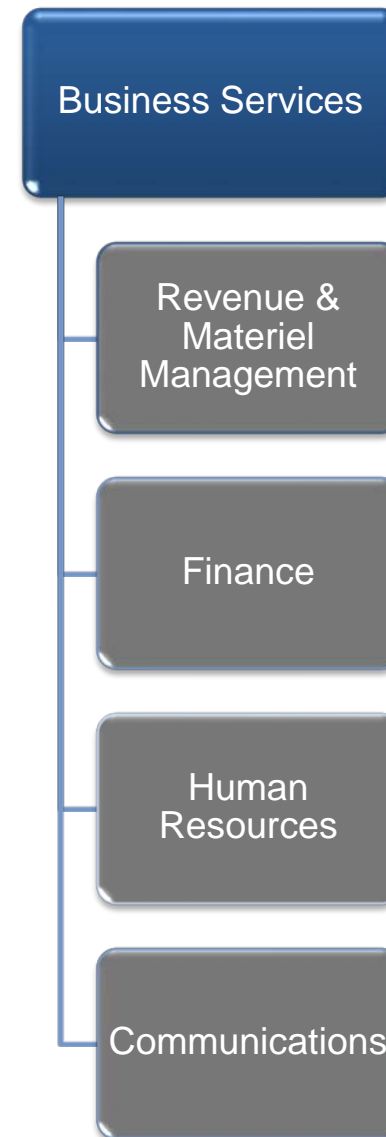 Business Services
Revenue &
Materiel
Management
Finance
Human
Resources
Communications